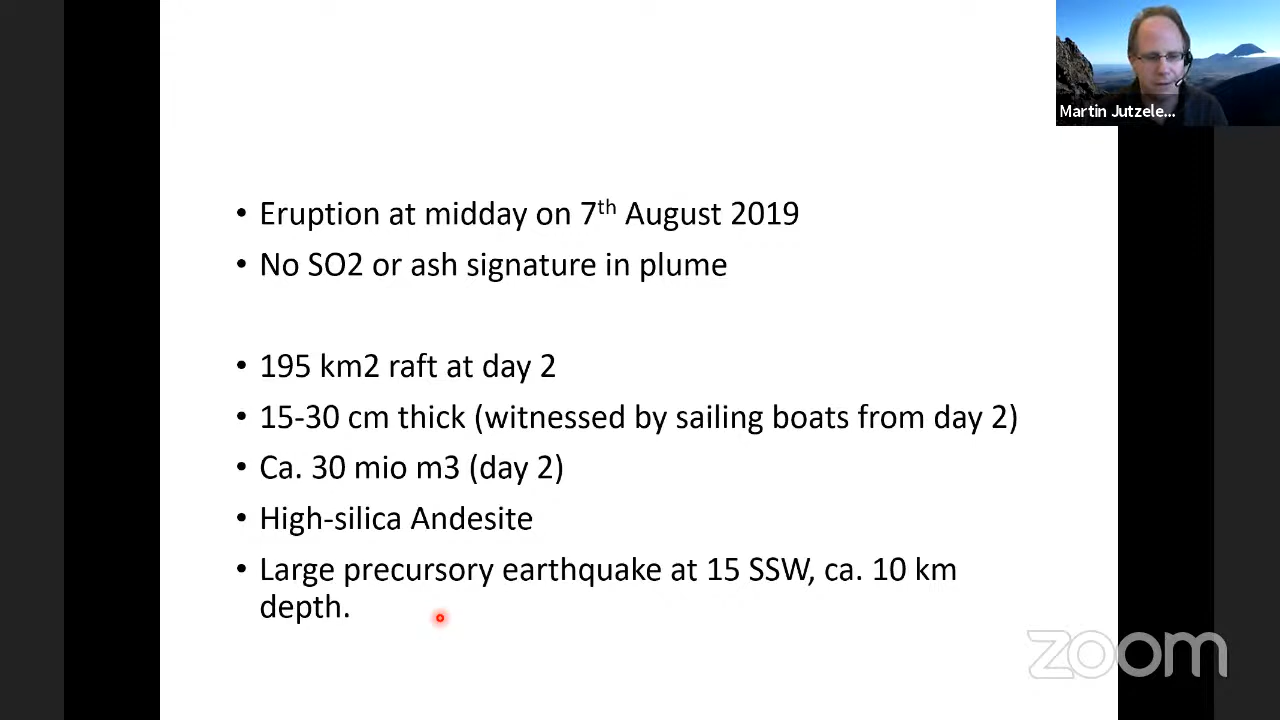 Martin Jutzele...
• Eruption at midday on 7th August 2019
• No SO2 or ash signature in plume
• 195 km2 raft at day 2
• 15-30 cm thick (witnessed by sailing boats from day 2)
• Ca. 30 mio m3 (day 2)
• High-silica Andesite
• Large precursory earthquake at 15 SSW, ca. 10 km
depth.
zoom